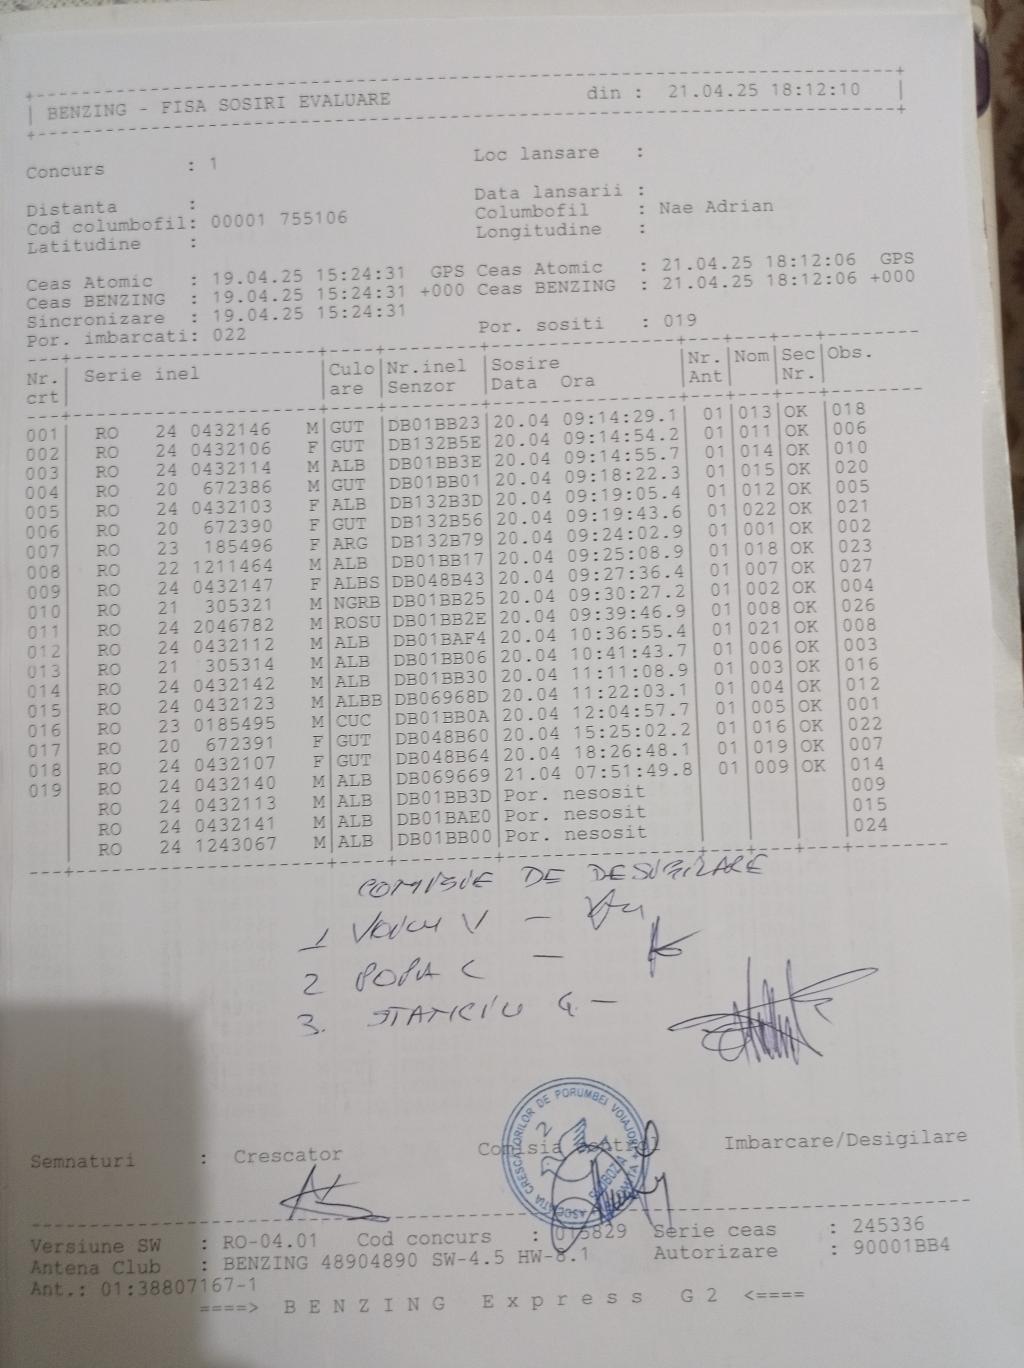 BENZING - FISA SOSIRI EVALUARE din : 21.04.25 18:12:10
Concurs : 1 Loc lansare :
Distanta : Data lansarii :
Cod columbofil: 00001 755106 Columbofil : Nae Adrian
Latitudine : Longitudine :
Ceas Atomic : 19.04.25 15:24:31 GPS Ceas Atomic : 21.04.25 18:12:06 GPS
Ceas BENZING : 19.04.25 15:24:31 +000 Ceas BENZING : 21.04.25 18:12:06 +000
Sincronizare : 19.04.25 15:24:31
Por. imbarcati: 022 Por. sositi : 019
Nr. Serie inel Culo Nr.inel Sosire Nr. Nom Sec Obs.
crt are Senzor Data Ora Ant Nr.
001 RO 24 0432146 M GUT DB01BB23 20.04 09:14:29.1 01 013 OK 018
002 RO 24 0432106 F GUT DB132B5E 20.04 09:14:54.2 01 011 OK 006
003 RO 24 0432114 M ALB DB01BB3E 20.04 09:14:55.7 01 014 OK 010
004 RO 20 672386 M GUT DB01BB01 20.04 09:18:22.3 01 015 OK 020
005 RO 24 0432103 F ALB DB132B3D 20.04 09:19:05.4 01 012 OK 005
006 RO 20 672390 F GUT DB132B56 20.04 09:19:43.6 01 022 OK 021
007 RO 23 185496 F ARG DB132B79 20.04 09:24:02.9 01 001 OK 002
008 RO 22 1211464 M ALB DB01BB17 20.04 09:25:08.9 01 018 OK 023
009 RO 24 0432147 F ALBS DB048B43 20.04 09:27:36.4 01 007 OK 027
010 RO 21 305321 M NGRB DB01BB25 20.04 09:30:27.2 01 002 OK 004
011 RO 24 2046782 M ROSU DB01BB2E 20.04 09:39:46.9 01 008 OK 026
012 RO 24 0432112 M ALB DB01BAF4 20.04 10:36:55.4 01 021 OK 008
013 RO 21 305314 M ALB DB01BB06 20.04 10:41:43.7 01 006 OK 003
014 RO 24 0432142 M ALB DB01BB30 20.04 11:11:08.9 01 003 OK 016
015 RO 24 0432123 M ALBB DB06968D 20.04 11:22:03.1 01 004 OK 012
016 RO 23 0185495 M CUC DB01BB0A 20.04 12:04:57.7 01 005 OK 001
017 RO 20 672391 F GUT DB048B60 20.04 15:25:02.2 01 016 OK 022
018 RO 24 0432107 F GUT DB048B64 20.04 18:26:48.1 01 019 OK 007
019 RO 24 0432140 M ALB DB069669 21.04 07:51:49.8 01 009 OK 014
RO 24 0432113 M ALB DB01BB3D Por. nesosit 009
RO 24 0432141 M ALB DB01BAE0 Por. nesosit 015
RO 24 1243067 M ALB DB01BB00 Por. nesosit 024
COMISIE DE DESIGILARE
1 VOICU V -
2 POPA C -
3. STANCIU G. -
ASOCIATIA CRESCATORILOR DE PORUMBEI VOIAJORI
SLOBOZIA
Semnaturi : Crescator Comisia control Imbarcare/Desigilare
Versiune SW : RO-04.01 Cod concurs : 015829 Serie ceas : 245336
Antena Club : BENZING 48904890 SW-4.5 HW-8.1 Autorizare : 90001BB4
Ant.: 01:38807167-1
====> B E N Z I N G E x p r e s s G 2 <====